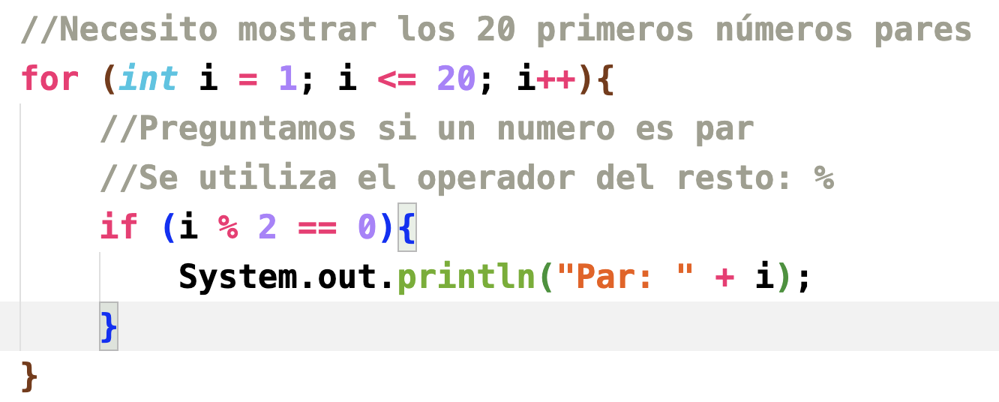 //Necesito mostrar los 20 primeros números pares
for (int i = 1; i <= 20; i++){
    //Preguntamos si un numero es par
    //Se utiliza el operador del resto: %
    if (i % 2 == 0){
        System.out.println("Par: " + i);
    }
}